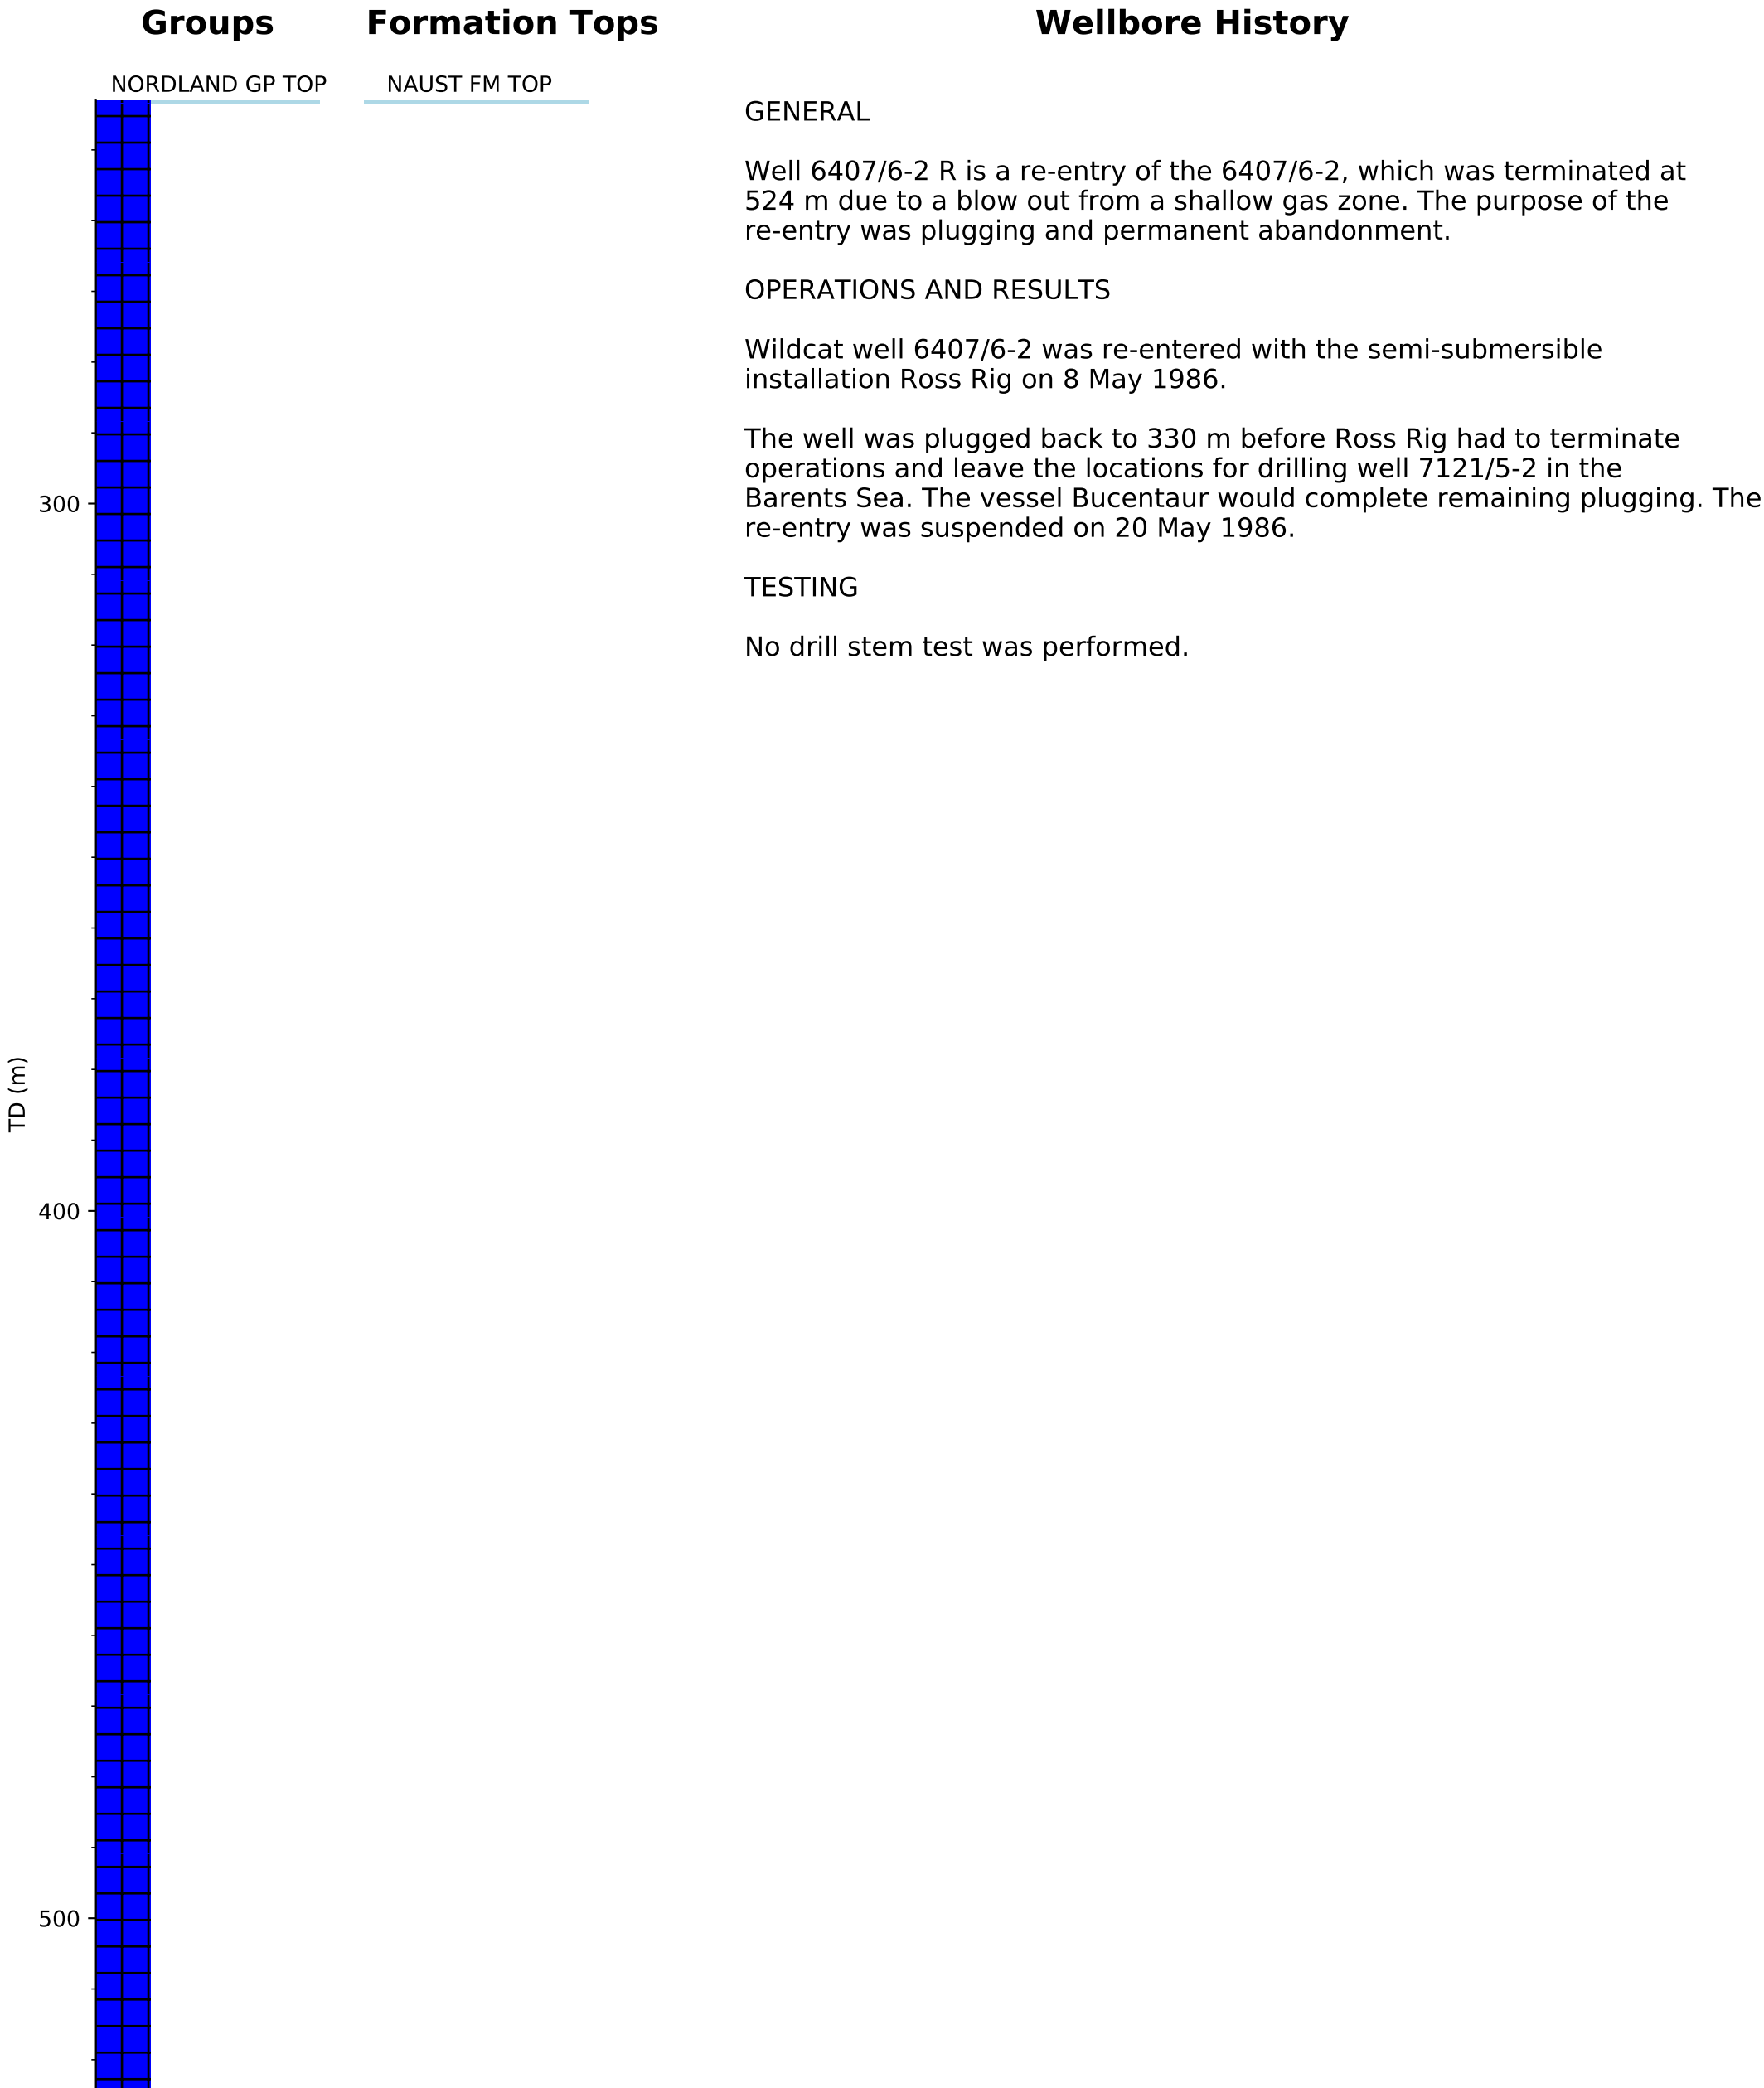 Groups
Formation Tops
Wellbore History
NORDLAND GP TOP
NAUST FM TOP
GENERAL
Well 6407/6-2 R is a re-entry of the 6407/6-2, which was terminated at
524 m due to a blow out from a shallow gas zone. The purpose of the
re-entry was plugging and permanent abandonment.
OPERATIONS AND RESULTS
Wildcat well 6407/6-2 was re-entered with the semi-submersible
installation Ross Rig on 8 May 1986.
The well was plugged back to 330 m before Ross Rig had to terminate
operations and leave the locations for drilling well 7121/5-2 in the
Barents Sea. The vessel Bucentaur would complete remaining plugging. The
re-entry was suspended on 20 May 1986.
TESTING
No drill stem test was performed.
300
400
500
TD (m)